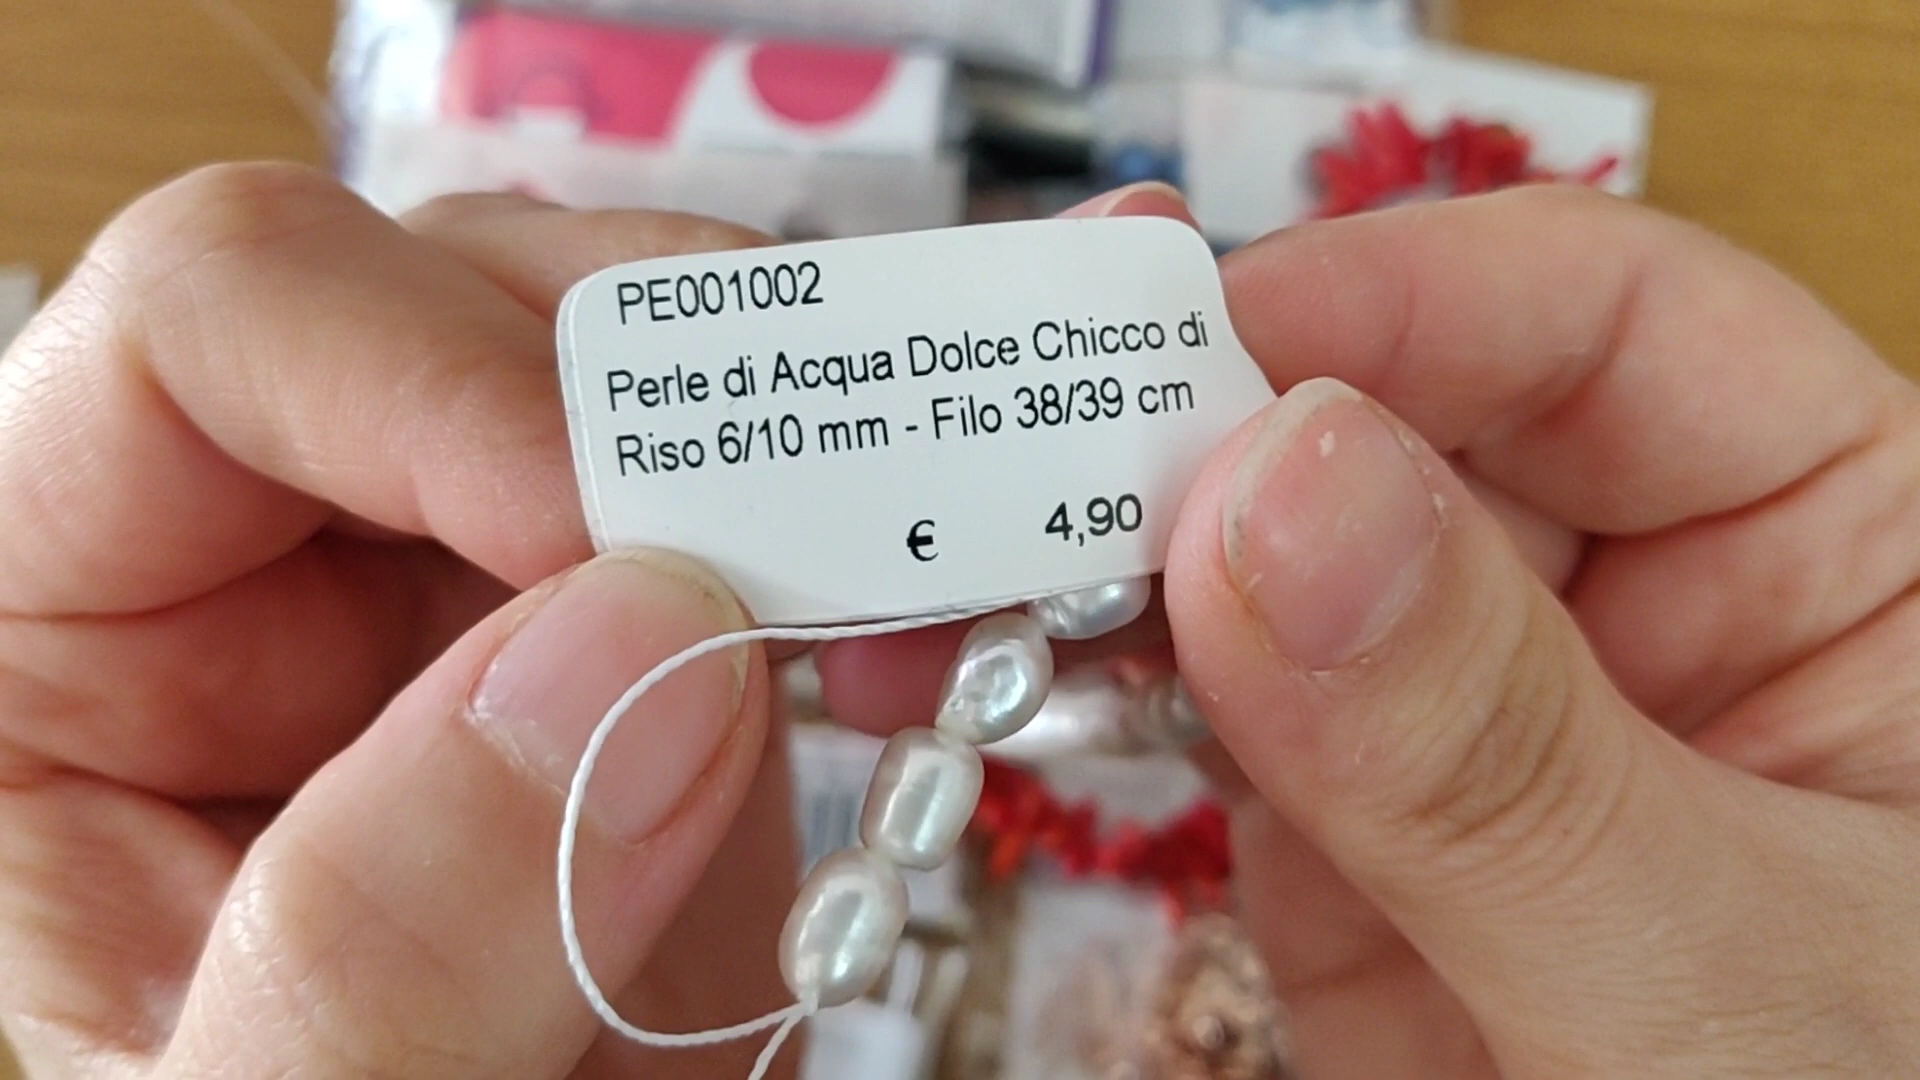 PE001002
Perle di Acqua Dolce Chicco di
Riso 6/10 mm - Filo 38/39 cm
€ 4,90